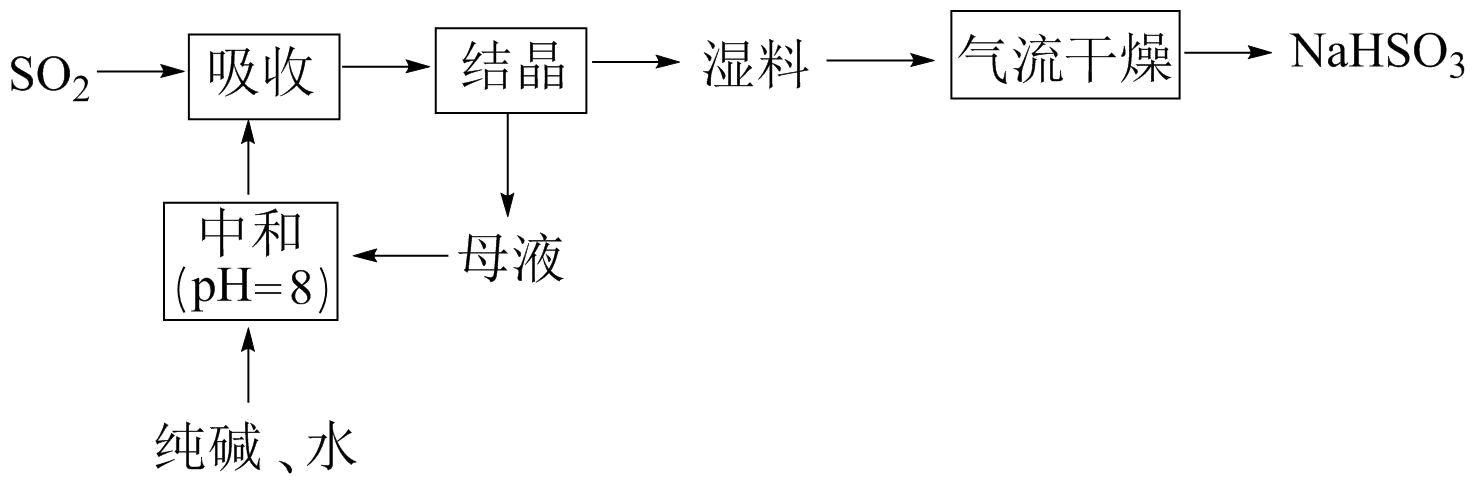 SO₂
吸收
结晶
湿料
气流干燥
NaHSO₃
中和
(pH=8)
母液
纯碱、水